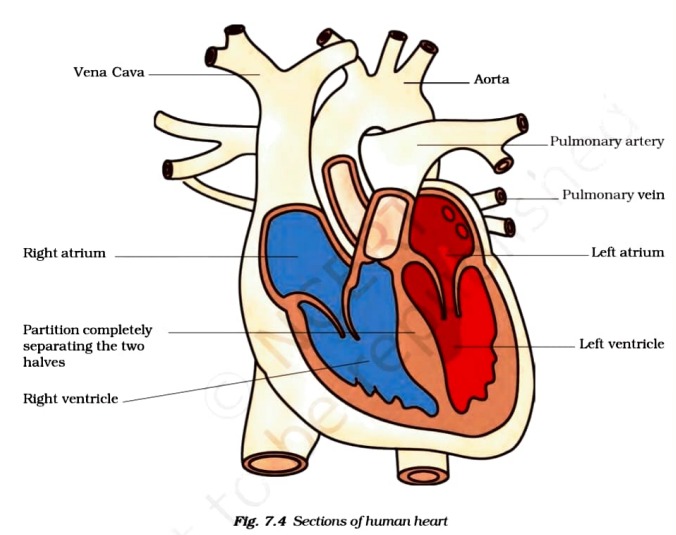 Vena Cava
Aorta
Pulmonary artery
Pulmonary vein
Right atrium
Left atrium
Partition completely
separating the two
halves
Left ventricle
Right ventricle
Fig. 7.4 Sections of human heart